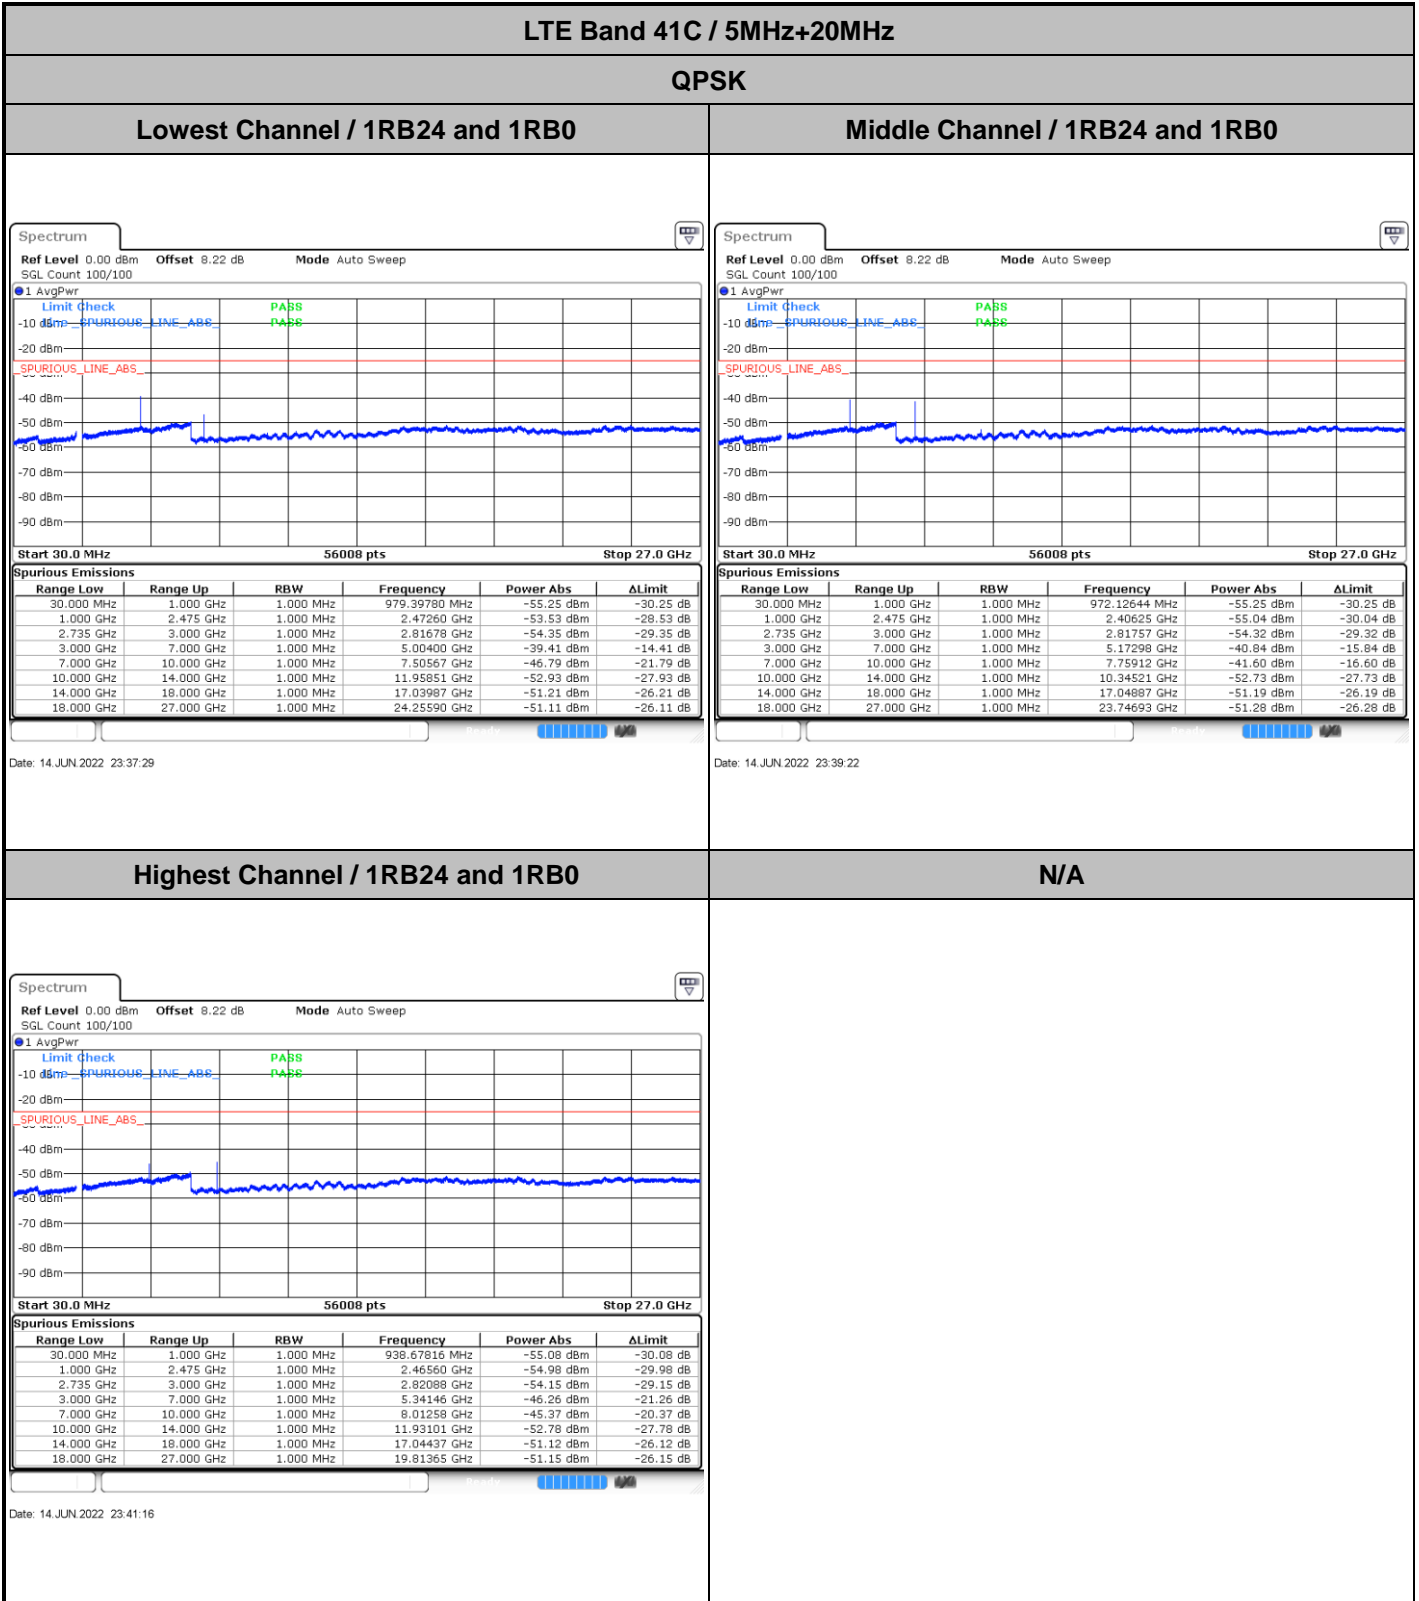 LTE Band 41C / 5MHz+20MHz
QPSK
Lowest Channel / 1RB24 and 1RB0
Middle Channel / 1RB24 and 1RB0
Spectrum
Ref Level 0.00 dBm Offset 8.22 dB Mode Auto Sweep
SGL Count 100/100
1 AvgPwr
Limit Check PASS
Line _SPURIOUS_LINE_ABS_ PASS
-10 dBm
-20 dBm
_SPURIOUS_LINE_ABS_
-40 dBm
-50 dBm
-60 dBm
-70 dBm
-80 dBm
-90 dBm
Start 30.0 MHz 56008 pts Stop 27.0 GHz
Spurious Emissions
Range Low Range Up RBW Frequency Power Abs ΔLimit
30.000 MHz 1.000 GHz 1.000 MHz 979.39780 MHz -55.25 dBm -30.25 dB
1.000 GHz 2.475 GHz 1.000 MHz 2.47260 GHz -53.53 dBm -28.53 dB
2.735 GHz 3.000 GHz 1.000 MHz 2.81678 GHz -54.35 dBm -29.35 dB
3.000 GHz 7.000 GHz 1.000 MHz 5.00400 GHz -39.41 dBm -14.41 dB
7.000 GHz 10.000 GHz 1.000 MHz 7.50567 GHz -46.79 dBm -21.79 dB
10.000 GHz 14.000 GHz 1.000 MHz 11.95851 GHz -52.93 dBm -27.93 dB
14.000 GHz 18.000 GHz 1.000 MHz 17.03987 GHz -51.21 dBm -26.21 dB
18.000 GHz 27.000 GHz 1.000 MHz 24.25590 GHz -51.11 dBm -26.11 dB
Ready
Date: 14.JUN.2022 23:37:29
Spectrum
Ref Level 0.00 dBm Offset 8.22 dB Mode Auto Sweep
SGL Count 100/100
1 AvgPwr
Limit Check PASS
Line _SPURIOUS_LINE_ABS_ PASS
-10 dBm
-20 dBm
_SPURIOUS_LINE_ABS_
-40 dBm
-50 dBm
-60 dBm
-70 dBm
-80 dBm
-90 dBm
Start 30.0 MHz 56008 pts Stop 27.0 GHz
Spurious Emissions
Range Low Range Up RBW Frequency Power Abs ΔLimit
30.000 MHz 1.000 GHz 1.000 MHz 972.12644 MHz -55.25 dBm -30.25 dB
1.000 GHz 2.475 GHz 1.000 MHz 2.40625 GHz -55.04 dBm -30.04 dB
2.735 GHz 3.000 GHz 1.000 MHz 2.81757 GHz -54.32 dBm -29.32 dB
3.000 GHz 7.000 GHz 1.000 MHz 5.17298 GHz -40.84 dBm -15.84 dB
7.000 GHz 10.000 GHz 1.000 MHz 7.75912 GHz -41.60 dBm -16.60 dB
10.000 GHz 14.000 GHz 1.000 MHz 10.34521 GHz -52.73 dBm -27.73 dB
14.000 GHz 18.000 GHz 1.000 MHz 17.04887 GHz -51.19 dBm -26.19 dB
18.000 GHz 27.000 GHz 1.000 MHz 23.74693 GHz -51.28 dBm -26.28 dB
Ready
Date: 14.JUN.2022 23:39:22
Highest Channel / 1RB24 and 1RB0
N/A
Spectrum
Ref Level 0.00 dBm Offset 8.22 dB Mode Auto Sweep
SGL Count 100/100
1 AvgPwr
Limit Check PASS
Line _SPURIOUS_LINE_ABS_ PASS
-10 dBm
-20 dBm
_SPURIOUS_LINE_ABS_
-40 dBm
-50 dBm
-60 dBm
-70 dBm
-80 dBm
-90 dBm
Start 30.0 MHz 56008 pts Stop 27.0 GHz
Spurious Emissions
Range Low Range Up RBW Frequency Power Abs ΔLimit
30.000 MHz 1.000 GHz 1.000 MHz 938.67816 MHz -55.08 dBm -30.08 dB
1.000 GHz 2.475 GHz 1.000 MHz 2.46560 GHz -54.98 dBm -29.98 dB
2.735 GHz 3.000 GHz 1.000 MHz 2.82088 GHz -54.15 dBm -29.15 dB
3.000 GHz 7.000 GHz 1.000 MHz 5.34146 GHz -46.26 dBm -21.26 dB
7.000 GHz 10.000 GHz 1.000 MHz 8.01258 GHz -45.37 dBm -20.37 dB
10.000 GHz 14.000 GHz 1.000 MHz 11.93101 GHz -52.78 dBm -27.78 dB
14.000 GHz 18.000 GHz 1.000 MHz 17.04437 GHz -51.12 dBm -26.12 dB
18.000 GHz 27.000 GHz 1.000 MHz 19.81365 GHz -51.15 dBm -26.15 dB
Ready
Date: 14.JUN.2022 23:41:16